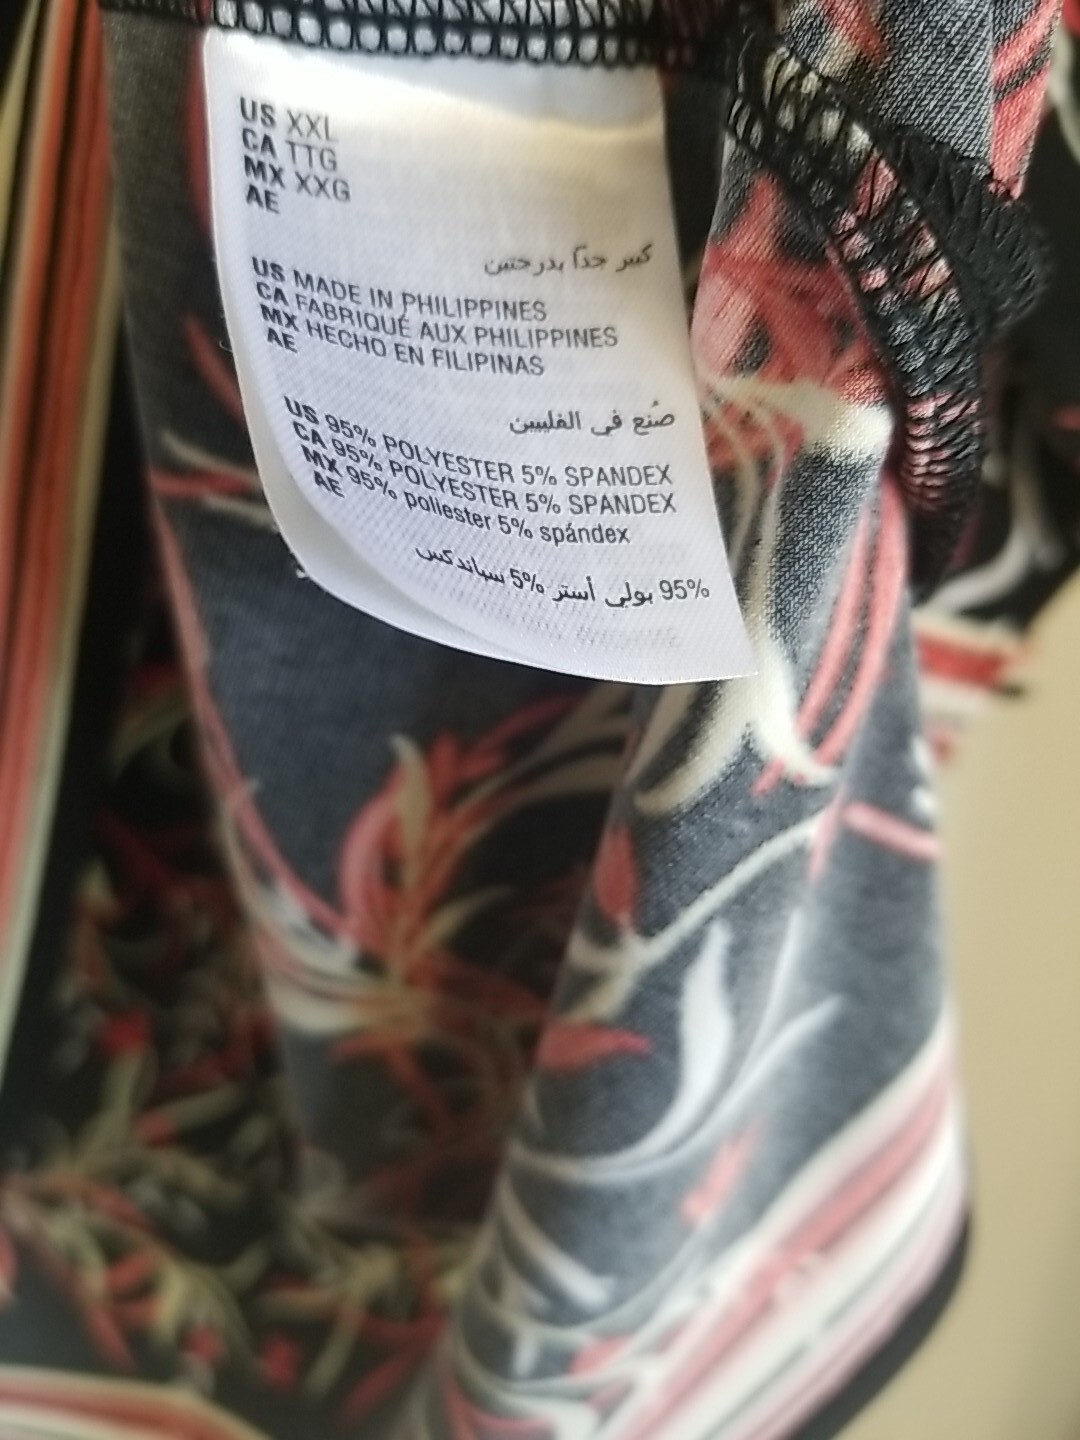 US XXL
CA TTG
MX XXG
AE
كبير جدًا بدرجتين
US MADE IN PHILIPPINES
CA FABRIQUÉ AUX PHILIPPINES
MX HECHO EN FILIPINAS
AE
صُنع في الفلبين
US 95% POLYESTER 5% SPANDEX
CA 95% POLYESTER 5% SPANDEX
MX 95% poliester 5% spándex
AE
95% بولي أستر 5% سباندكس